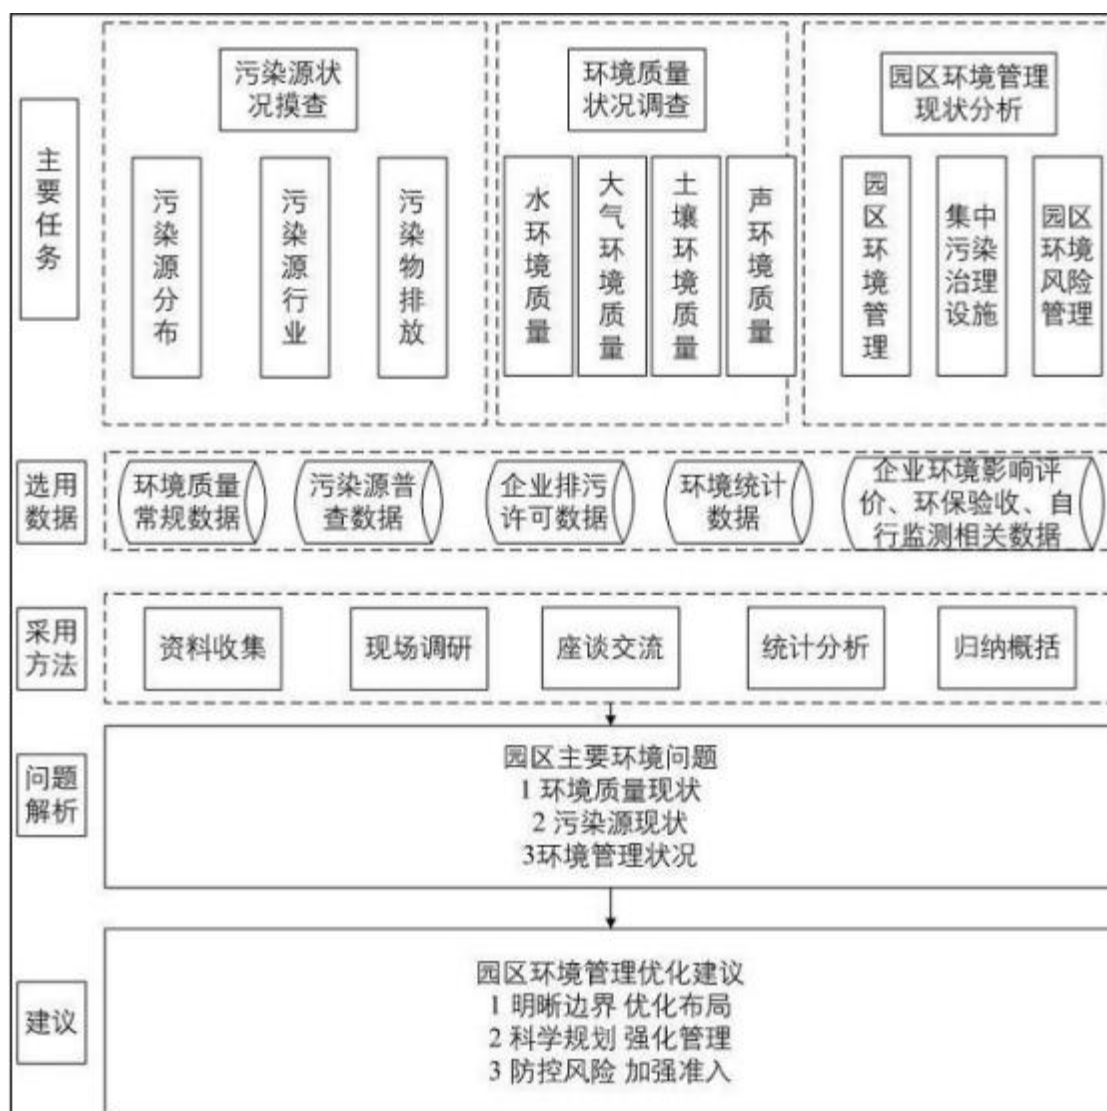 主要任务
污染源状
况摸查
污染源分布
污染源行业
污染物排放
环境质量
状况调查
水环境质量
大气环境质量
土壤环境质量
声环境质量
园区环境管理
现状分析
园区环境管理
集中
污染
治理
设施
园区
环境
风险
管理
选用
数据
环境质量
常规数据
污染源普
查数据
企业排污
许可数据
环境统计
数据
企业环境影响评
价、环保验收、自
行监测相关数据
采用
方法
资料收集
现场调研
座谈交流
统计分析
归纳概括
问题
解析
园区主要环境问题
1 环境质量现状
2 污染源现状
3环境管理状况
建议
园区环境管理优化建议
1 明晰边界 优化布局
2 科学规划 强化管理
3 防控风险 加强准入